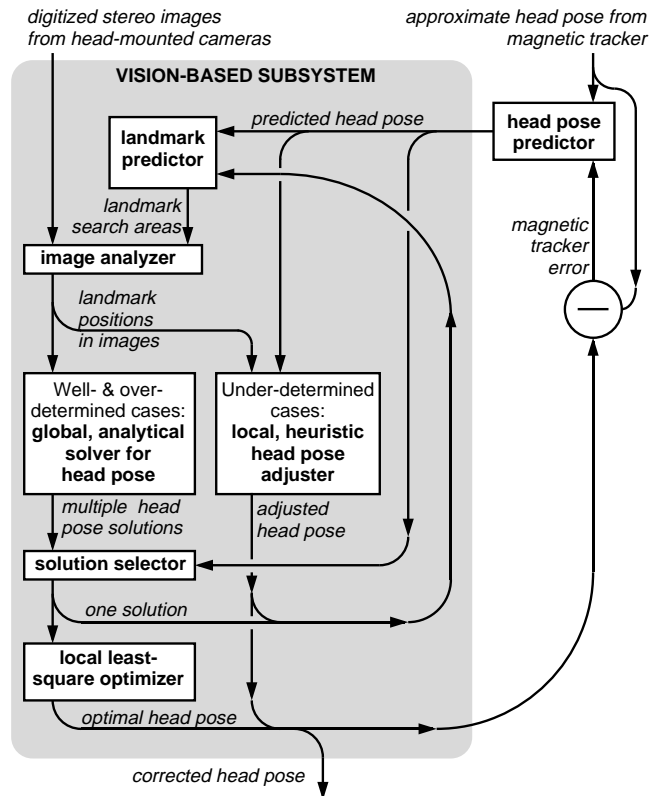 digitized stereo images
from head-mounted cameras
approximate head pose from
magnetic tracker
VISION-BASED SUBSYSTEM
landmark
predictor
predicted head pose
head pose
predictor
landmark
search areas
magnetic
tracker
error
image analyzer
landmark
positions
in images
Well- & over-
determined cases:
global, analytical
solver for
head pose
Under-determined
cases:
local, heuristic
head pose
adjuster
multiple head
pose solutions
adjusted
head pose
solution selector
one solution
local least-
square optimizer
optimal head pose
corrected head pose